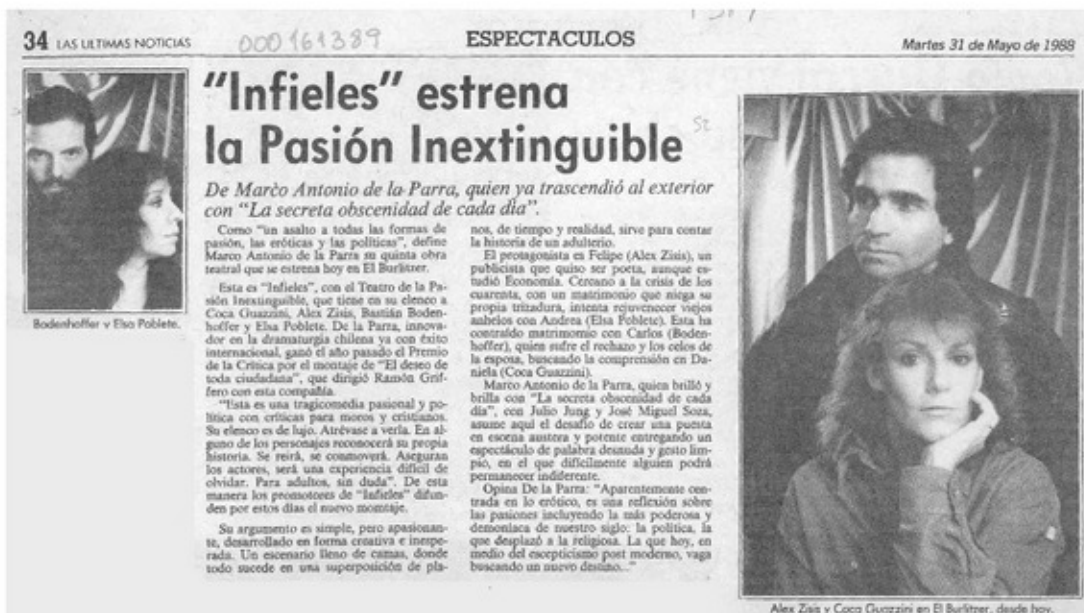 34 LAS ULTIMAS NOTICIAS
000161389
ESPECTACULOS
Martes 31 de Mayo de 1988
"Infieles" estrena
la Pasión Inextinguible
52
De Marco Antonio de la Parra, quien ya trascendió al exterior
con "La secreta obscenidad de cada día".
Bodenhoffer y Elsa Poblete.
Como "un asalto a todas las formas de
pasión, las eróticas y las políticas", define
Marco Antonio de la Parra su quinta obra
teatral que se estrena hoy en El Burlitzer.
Esta es "Infieles", con el Teatro de la Pa-
sión Inextinguible, que tiene en su elenco a
Coca Guazzini, Alex Zisis, Bastián Boden-
hoffer y Elsa Poblete. De la Parra, innova-
dor en la dramaturgia chilena ya con éxito
internacional, ganó el año pasado el Premio
de la Crítica por el montaje de "El deseo de
toda ciudadana", que dirigió Ramón Grif-
fero con esta compañía.
"Esta es una tragicomedia pasional y po-
lítica con críticas para moros y cristianos.
Su elenco es de lujo. Atrévase a verla. En al-
guno de los personajes reconocerá su propia
historia. Se reirá, se conmoverá. Aseguran
los actores, será una experiencia difícil de
olvidar. Para adultos, sin duda". De esta
manera los promotores de "Infieles" difun-
den por estos días el nuevo montaje.
Su argumento es simple, pero apasionan-
te, desarrollado en forma creativa e inespe-
rada. Un escenario lleno de camas, donde
todo sucede en una superposición de pla-
nos, de tiempo y realidad, sirve para contar
la historia de un adulterio.
El protagonista es Felipe (Alex Zisis), un
publicista que quiso ser poeta, aunque es-
tudió Economía. Cercano a la crisis de los
cuarenta, con un matrimonio que niega su
propia trizadura, intenta rejuvenecer viejos
anhelos con Andrea (Elsa Poblete). Esta ha
contraído matrimonio con Carlos (Boden-
hoffer), quien sufre el rechazo y los celos de
la esposa, buscando la comprensión en Da-
niela (Coca Guazzini).
Marco Antonio de la Parra, quien brilló y
brilla con "La secreta obscenidad de cada
día", con Julio Jung y José Miguel Soza,
asume aquí el desafío de crear una puesta
en escena austera y potente entregando un
espectáculo de palabra desnuda y gesto lim-
pio, en el que difícilmente alguien podrá
permanecer indiferente.
Opina De la Parra: "Aparentemente cen-
trada en lo erótico, es una reflexión sobre
las pasiones incluyendo la más poderosa y
demoníaca de nuestro siglo: la política, la
que desplazó a la religiosa. La que hoy, en
medio del escepticismo post moderno, vaga
buscando un nuevo destino..."
Alex Zisis y Coca Guazzini en El Burlitzer, desde hoy.